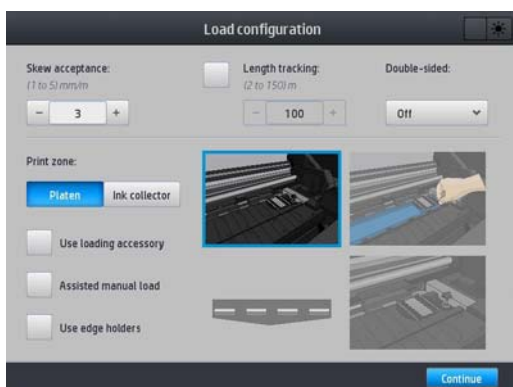 Load configuration
Skew acceptance:
(1 to 5) mm/m
- 3 +
Length tracking:
(2 to 150) m
- 100 +
Double-sided:
Off
Print zone:
Platen
Ink collector
Use loading accessory
Assisted manual load
Use edge holders
Continue